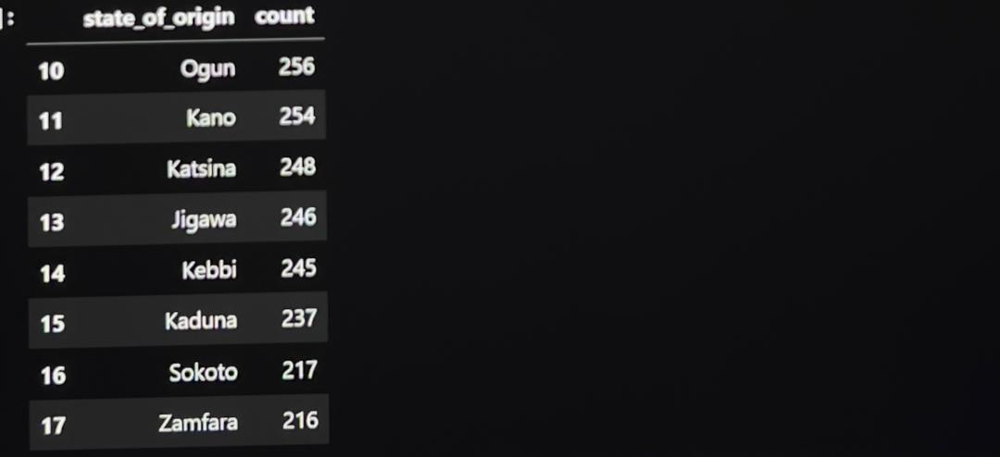 ]: state_of_origin count
10 Ogun 256
11 Kano 254
12 Katsina 248
13 Jigawa 246
14 Kebbi 245
15 Kaduna 237
16 Sokoto 217
17 Zamfara 216